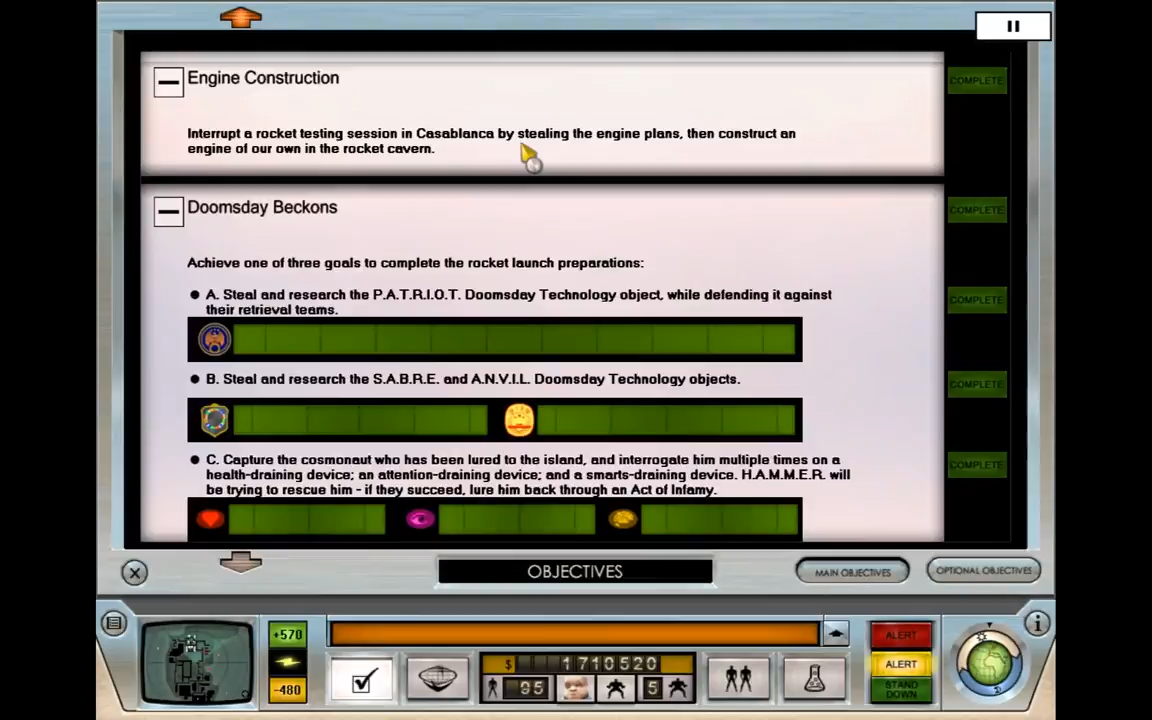 Engine Construction
COMPLETE
Interrupt a rocket testing session in Casablanca by stealing the engine plans, then construct an
engine of our own in the rocket cavern.
Doomsday Beckons
COMPLETE
Achieve one of three goals to complete the rocket launch preparations:
A. Steal and research the P.A.T.R.I.O.T. Doomsday Technology object, while defending it against
their retrieval teams.
COMPLETE
B. Steal and research the S.A.B.R.E. and A.N.V.I.L. Doomsday Technology objects.
COMPLETE
C. Capture the cosmonaut who has been lured to the island, and interrogate him multiple times on a
health-draining device; an attention-draining device; and a smarts-draining device. H.A.M.M.E.R. will
be trying to rescue him - if they succeed, lure him back through an Act of Infamy.
COMPLETE
OBJECTIVES
MAIN OBJECTIVES
OPTIONAL OBJECTIVES
+570
-480
$ 1710520
95
5
ALERT
ALERT
STAND
DOWN